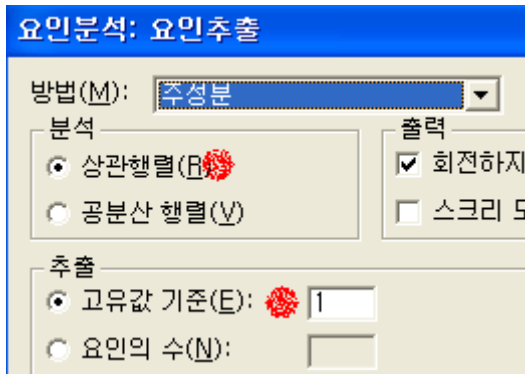 요인분석: 요인추출
방법(M): 주성분
분석
출력
상관행렬(R)
회전하지
공분산 행렬(V)
스크리
추출
고유값 기준(E): 1
요인의 수(N):